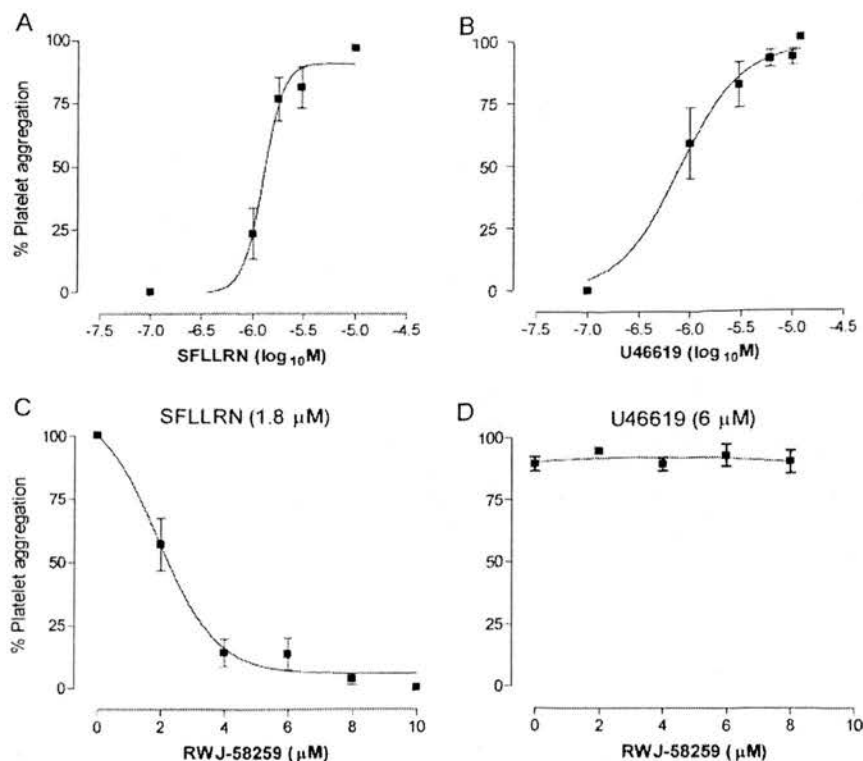 A
% Platelet aggregation
100
75
50
25
0
-7.5 -7.0 -6.5 -6.0 -5.5 -5.0 -4.5
SFLLRN (log10M)
B
100
75
50
25
0
-7.5 -7.0 -6.5 -6.0 -5.5 -5.0 -4.5
U46619 (log10M)
C
SFLLRN (1.8 μM)
% Platelet aggregation
100
75
50
25
0
0 2 4 6 8 10
RWJ-58259 (μM)
D
U46619 (6 μM)
100
75
50
25
0
0 2 4 6 8 10
RWJ-58259 (μM)